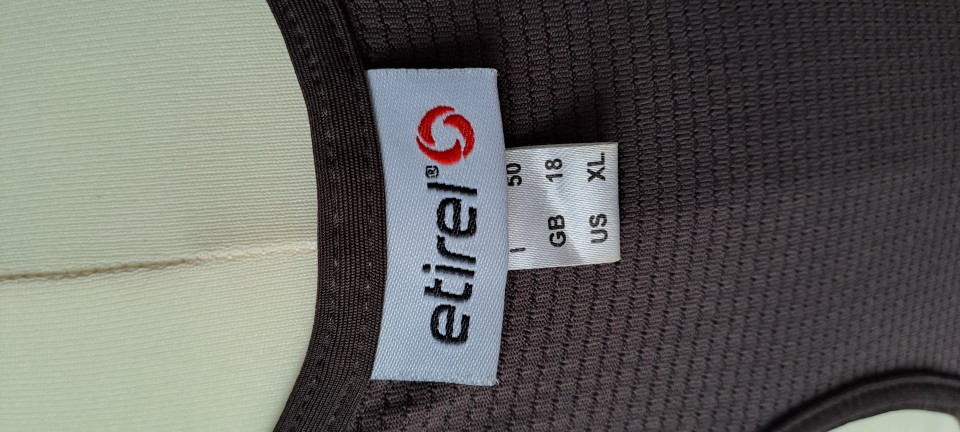 etirel®
I 50
GB 18
US XL